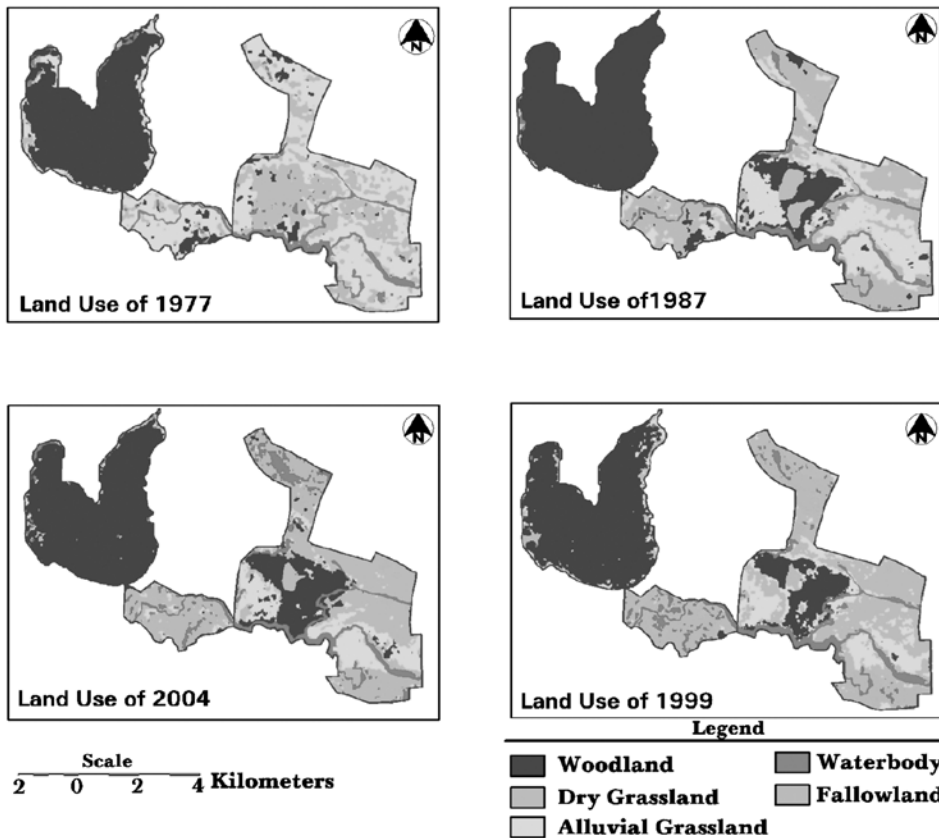 N
N
Land Use of 1977
Land Use of1987
N
N
Land Use of 2004
Land Use of 1999
Legend
Scale
2 0 2 4 Kilometers
Woodland
Waterbody
Dry Grassland
Fallowland
Alluvial Grassland